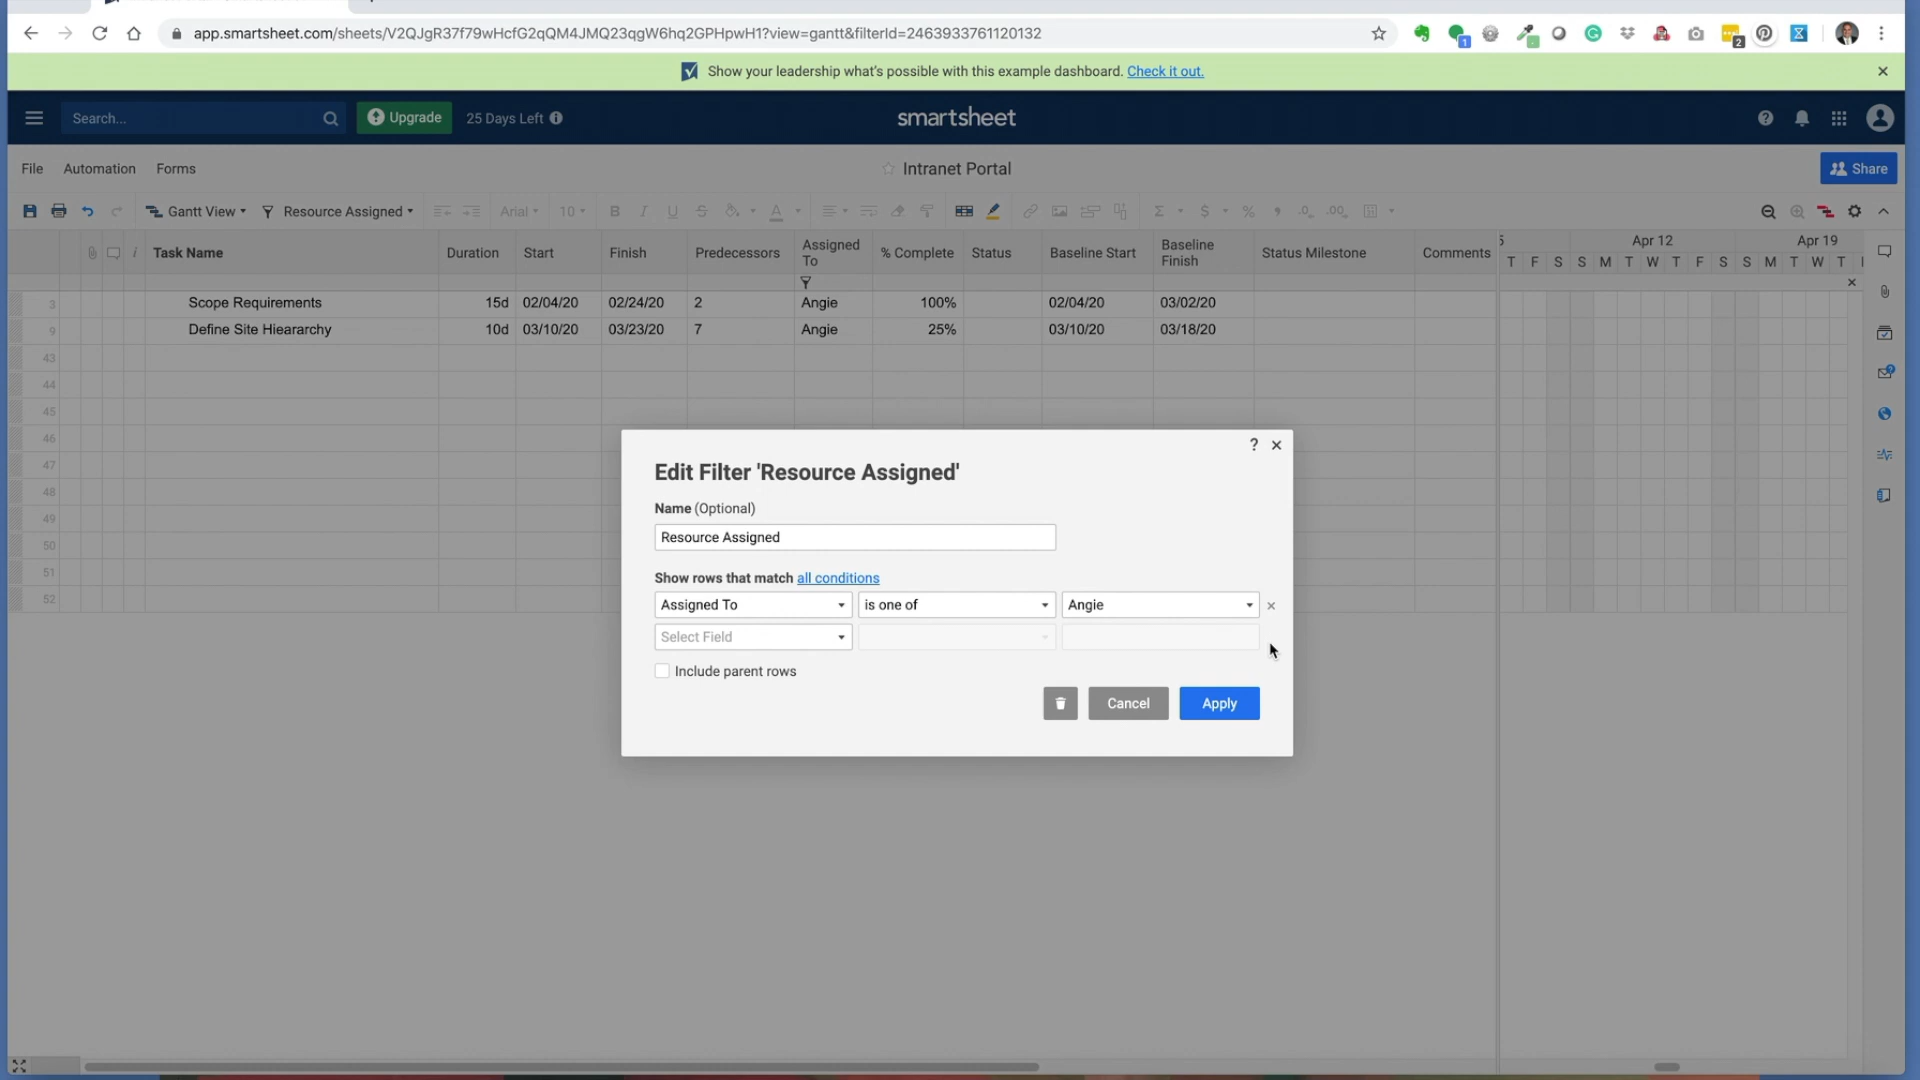 app.smartsheet.com/sheets/V2QJgR37f79wHcfG2qQM4JMQ23qgW6hq2GPHpwH1?view=gantt&filterId=2463933761120132
1
2
Show your leadership what's possible with this example dashboard. Check it out.
Search...
Upgrade
25 Days Left
smartsheet
File
Automation
Forms
Intranet Portal
Share
Gantt View
Resource Assigned
Arial
10
B
I
U
S
A
Σ
$
%
.0
.00
Task Name
Duration
Start
Finish
Predecessors
Assigned To
% Complete
Status
Baseline Start
Baseline Finish
Status Milestone
Comments
5
Apr 12
Apr 19
T F S S M T W T F S S M T W T
3 Scope Requirements 15d 02/04/20 02/24/20 2 Angie 100% 02/04/20 03/02/20
9 Define Site Hieararchy 10d 03/10/20 03/23/20 7 Angie 25% 03/10/20 03/18/20
43
44
45
46
47
48
49
50
51
52
? ×
Edit Filter 'Resource Assigned'
Name (Optional)
Resource Assigned
Show rows that match all conditions
Assigned To is one of Angie
Select Field
Include parent rows
Cancel
Apply